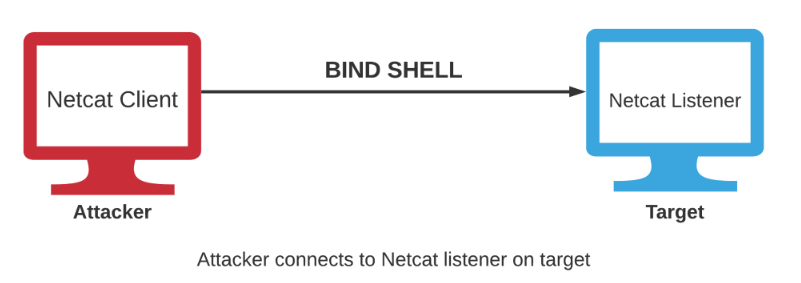 BIND SHELL
Netcat Client
Netcat Listener
Attacker
Target
Attacker connects to Netcat listener on target